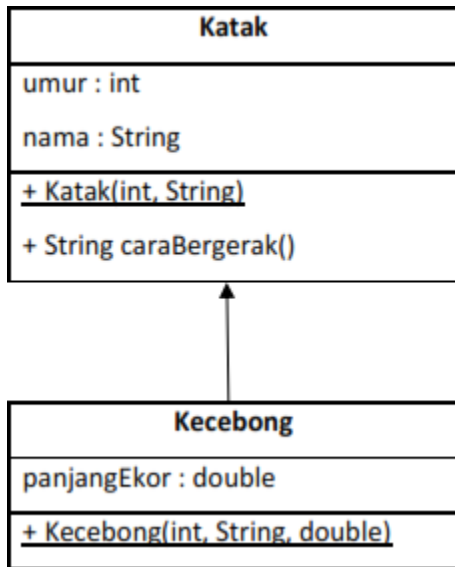 Katak
umur : int
nama : String
+ Katak(int, String)
+ String caraBergerak()
Kecebong
panjangEkor : double
+ Kecebong(int, String, double)